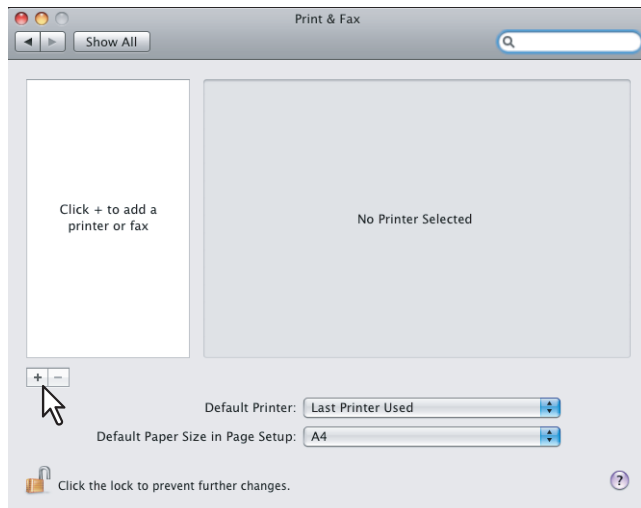 Print & Fax
Show All
Click + to add a
printer or fax
No Printer Selected
+ −
Default Printer: Last Printer Used
Default Paper Size in Page Setup: A4
Click the lock to prevent further changes.
?